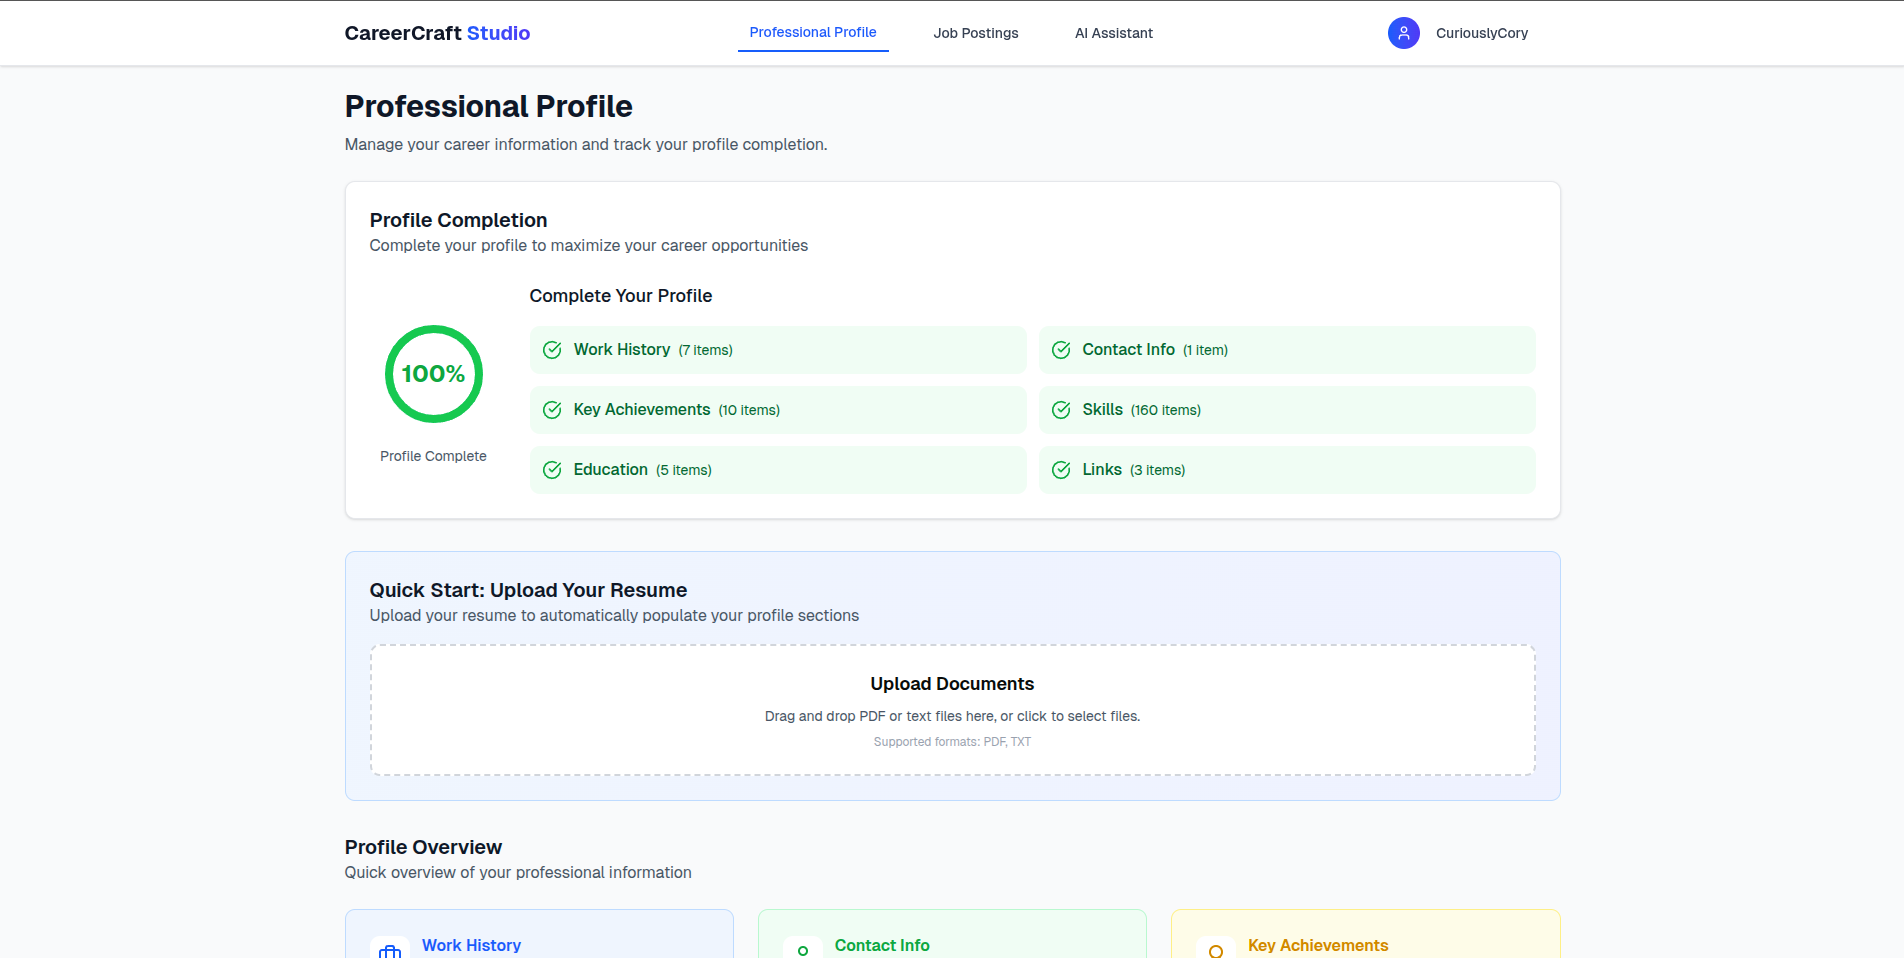 CareerCraft Studio
Professional Profile
Job Postings
AI Assistant
CuriouslyCory
Professional Profile
Manage your career information and track your profile completion.
Profile Completion
Complete your profile to maximize your career opportunities
Complete Your Profile
100%
Profile Complete
Work History (7 items)
Contact Info (1 item)
Key Achievements (10 items)
Skills (160 items)
Education (5 items)
Links (3 items)
Quick Start: Upload Your Resume
Upload your resume to automatically populate your profile sections
Upload Documents
Drag and drop PDF or text files here, or click to select files.
Supported formats: PDF, TXT
Profile Overview
Quick overview of your professional information
Work History
Contact Info
Key Achievements